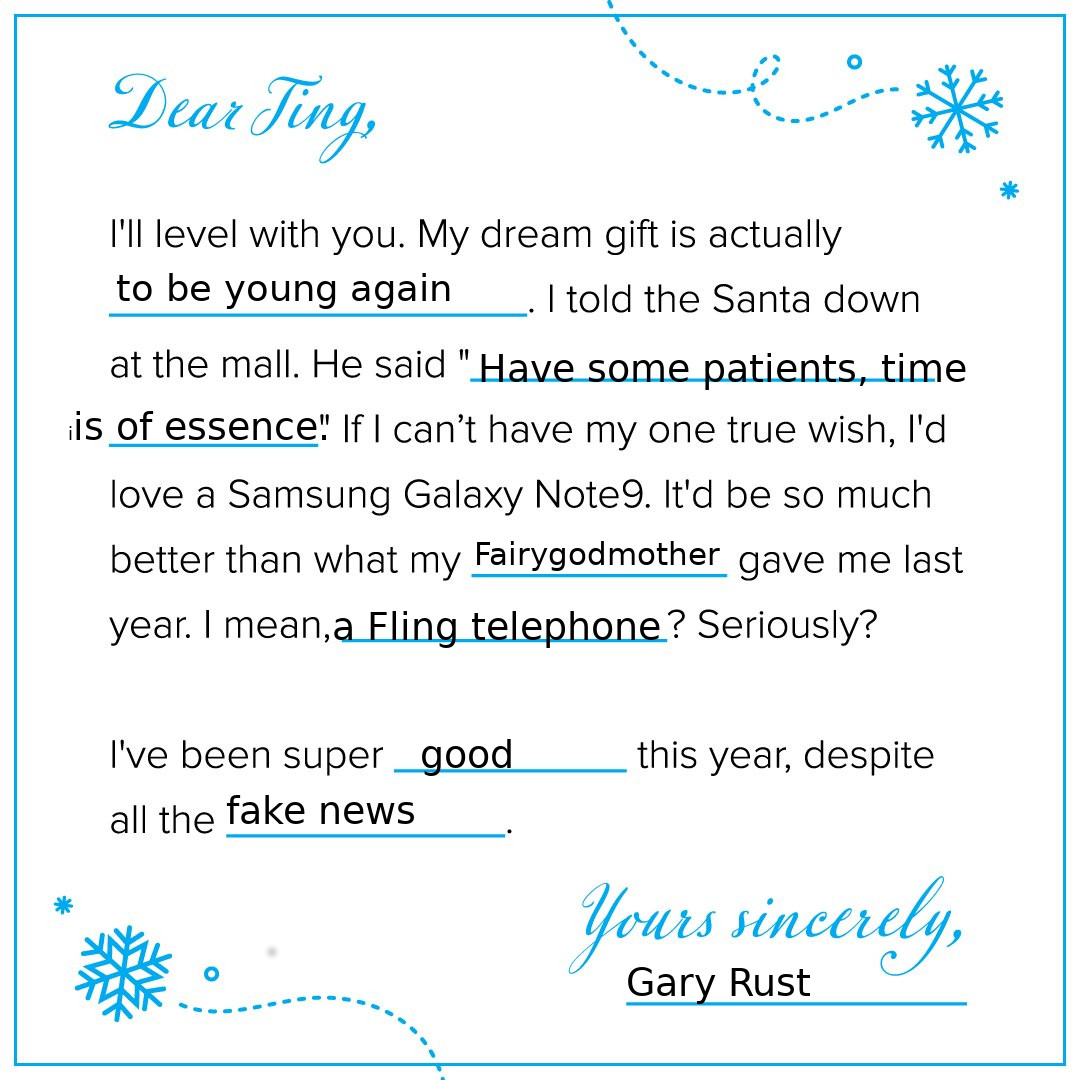 Dear Ting,
I'll level with you. My dream gift is actually
to be young again. I told the Santa down
at the mall. He said "Have some patients, time
is of essence". If I can’t have my one true wish, I'd
love a Samsung Galaxy Note9. It'd be so much
better than what my Fairygodmother gave me last
year. I mean, a Fling telephone? Seriously?
I've been super good this year, despite
all the fake news.
Yours sincerely,
Gary Rust